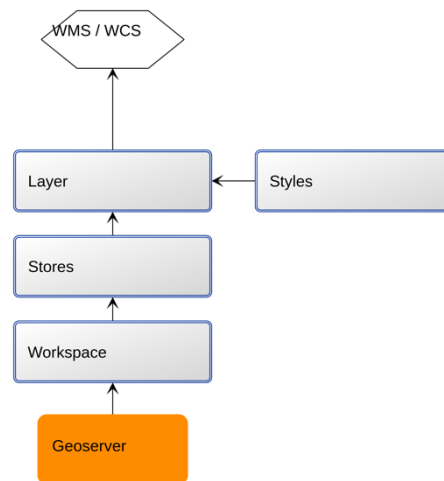 WMS / WCS
Layer
Styles
Stores
Workspace
Geoserver